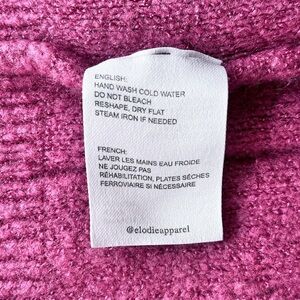 ENGLISH:
HAND WASH COLD WATER
DO NOT BLEACH
RESHAPE, DRY FLAT
STEAM IRON IF NEEDED
FRENCH:
LAVER LES MAINS EAU FROIDE
NE JOUGEZ PAS
RÉHABILITATION, PLATES SÉCHES
FERROVIAIRE SI NÉCESSAIRE
@elodieapparel